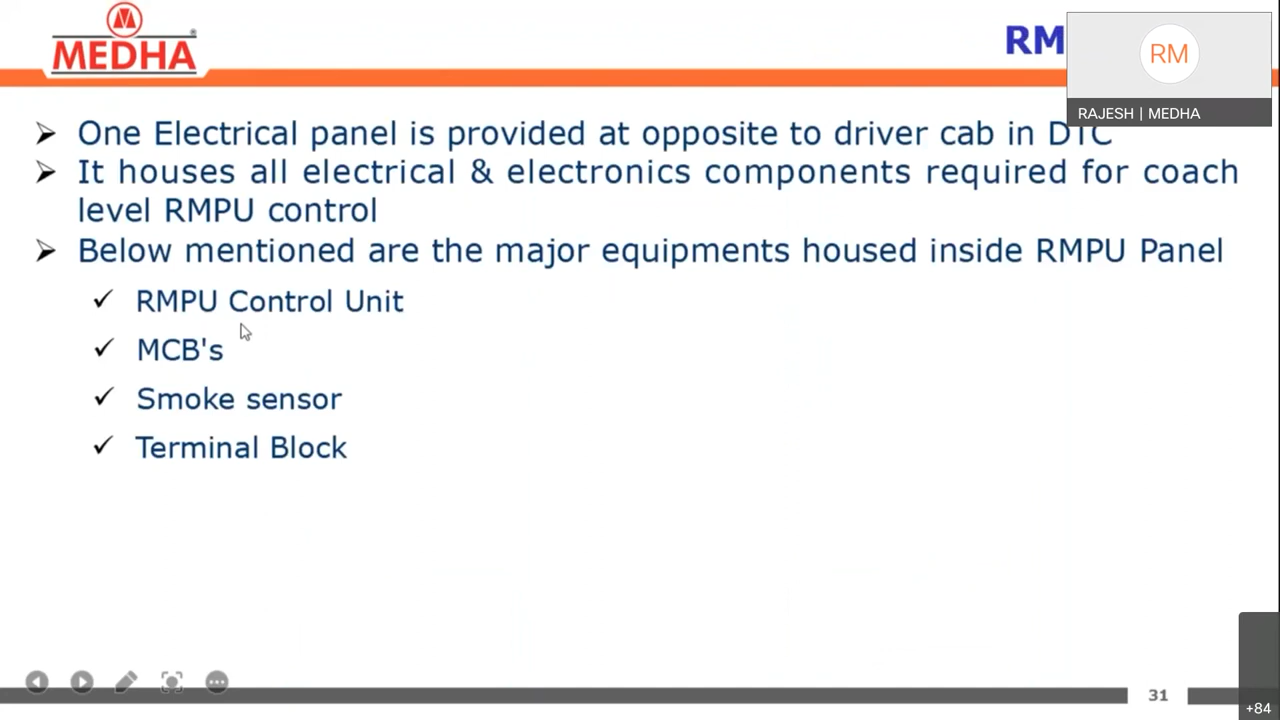 MEDHA
RM
RM
RAJESH | MEDHA
One Electrical panel is provided at opposite to driver cab in DTC
It houses all electrical & electronics components required for coach
level RMPU control
Below mentioned are the major equipments housed inside RMPU Panel
RMPU Control Unit
MCB's
Smoke sensor
Terminal Block
31
+84